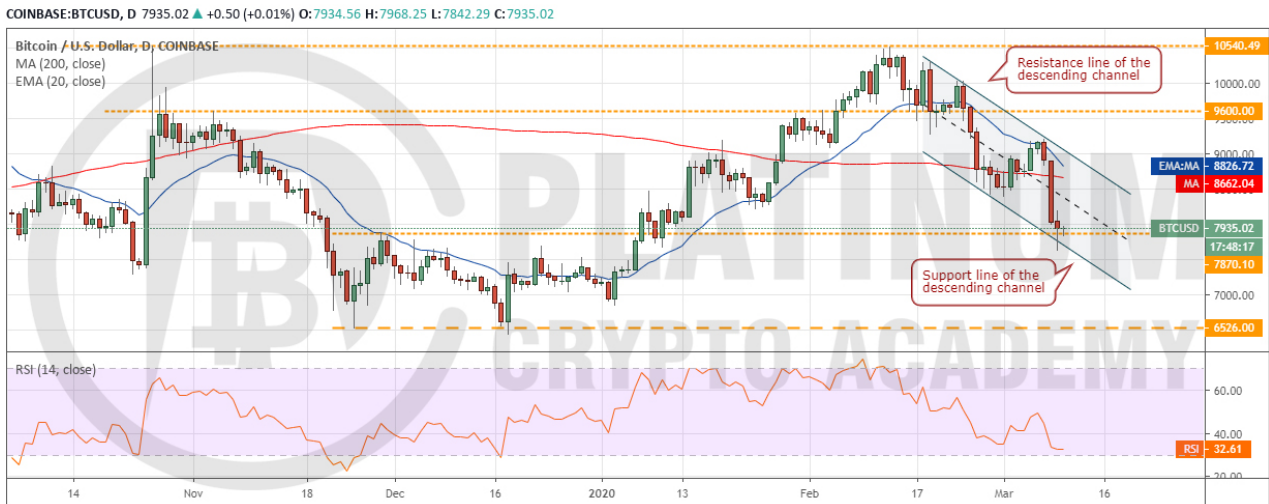 COINBASE:BTCUSD, D 7935.02 ▲ +0.50 (+0.01%) O:7934.56 H:7968.25 L:7842.29 C:7935.02
Bitcoin / U.S. Dollar, D, COINBASE
MA (200, close)
EMA (20, close)
Resistance line of the
descending channel
10540.49
10000.00
9600.00
9000.00
EMA:MA 8826.72
MA 8662.04
BTCUSD 7935.02
17:48:17
7870.10
Support line of the
descending channel
7000.00
6526.00
PLATINUM
CRYPTO ACADEMY
RSI (14, close)
60.00
40.00
RSI 32.61
20.00
14 Nov 18 Dec 16 2020 13 Feb 17 Mar 16